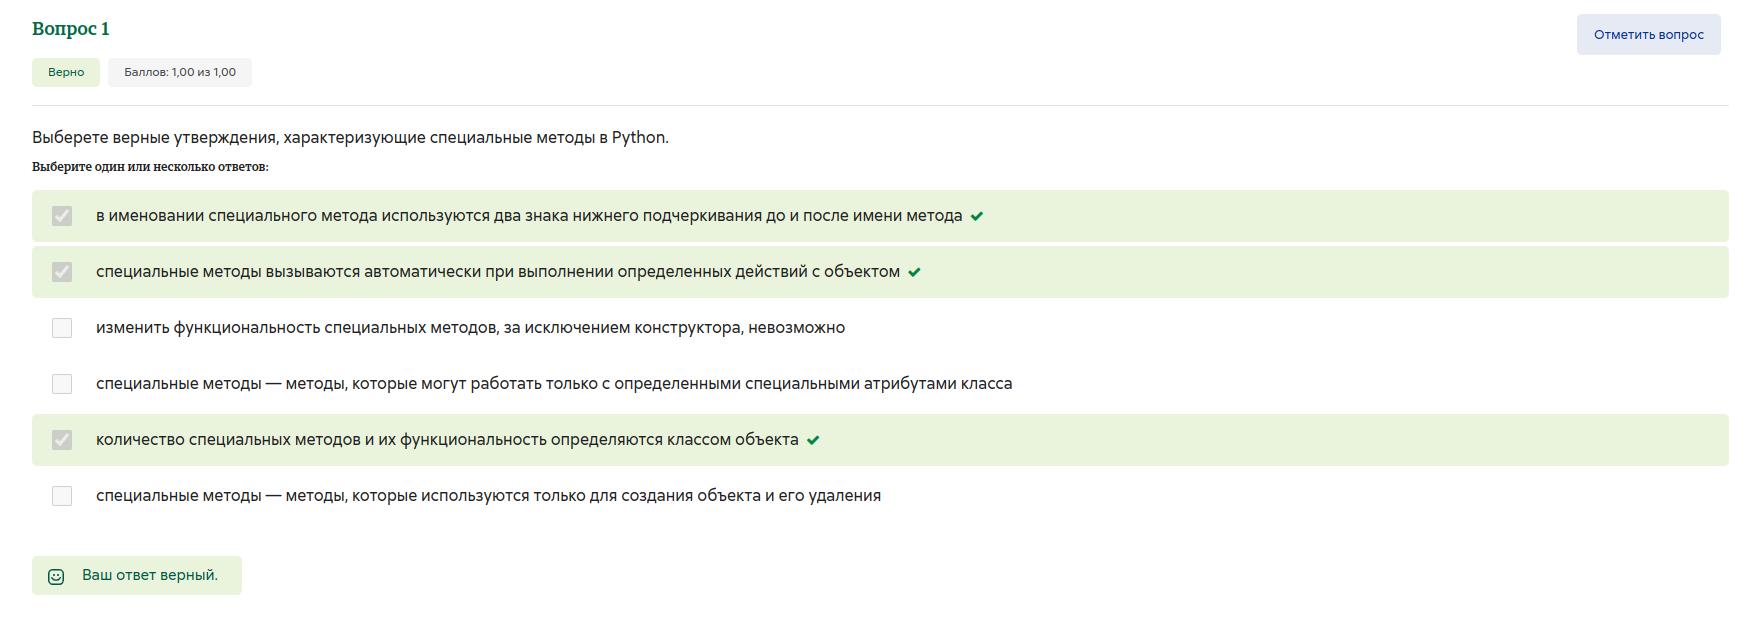 Вопрос 1
Отметить вопрос
Верно
Баллов: 1,00 из 1,00
Выберете верные утверждения, характеризующие специальные методы в Python.
Выберите один или несколько ответов:
в именовании специального метода используются два знака нижнего подчеркивания до и после имени метода
специальные методы вызываются автоматически при выполнении определенных действий с объектом
изменить функциональность специальных методов, за исключением конструктора, невозможно
специальные методы — методы, которые могут работать только с определенными специальными атрибутами класса
количество специальных методов и их функциональность определяются классом объекта
специальные методы — методы, которые используются только для создания объекта и его удаления
Ваш ответ верный.